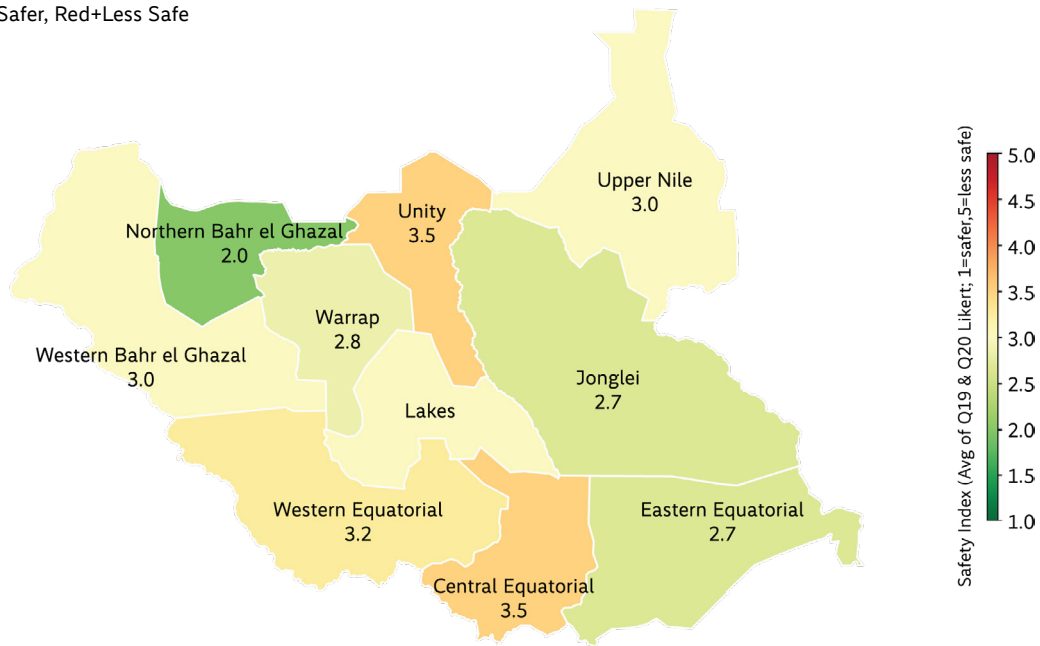 Safer, Red+Less Safe
Upper Nile
3.0
Unity
3.5
Northern Bahr el Ghazal
2.0
Warrap
2.8
Western Bahr el Ghazal
3.0
Jonglei
2.7
Lakes
Western Equatorial
3.2
Eastern Equatorial
2.7
Central Equatorial
3.5
Safety Index (Avg of Q19 & Q20 Likert; 1=safer,5=less safe)
5.0
4.5
4.0
3.5
3.0
2.5
2.0
1.5
1.0